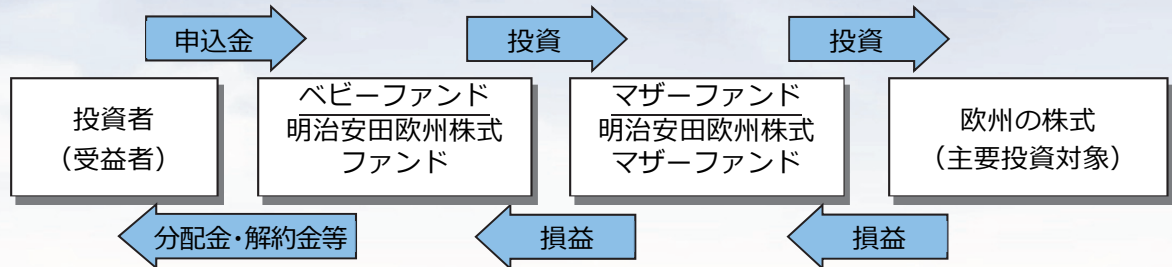 申込金
投資
投資
投資者
（受益者）
ベビーファンド
明治安田欧州株式
ファンド
マザーファンド
明治安田欧州株式
マザーファンド
欧州の株式
（主要投資対象）
分配金・解約金等
損益
損益